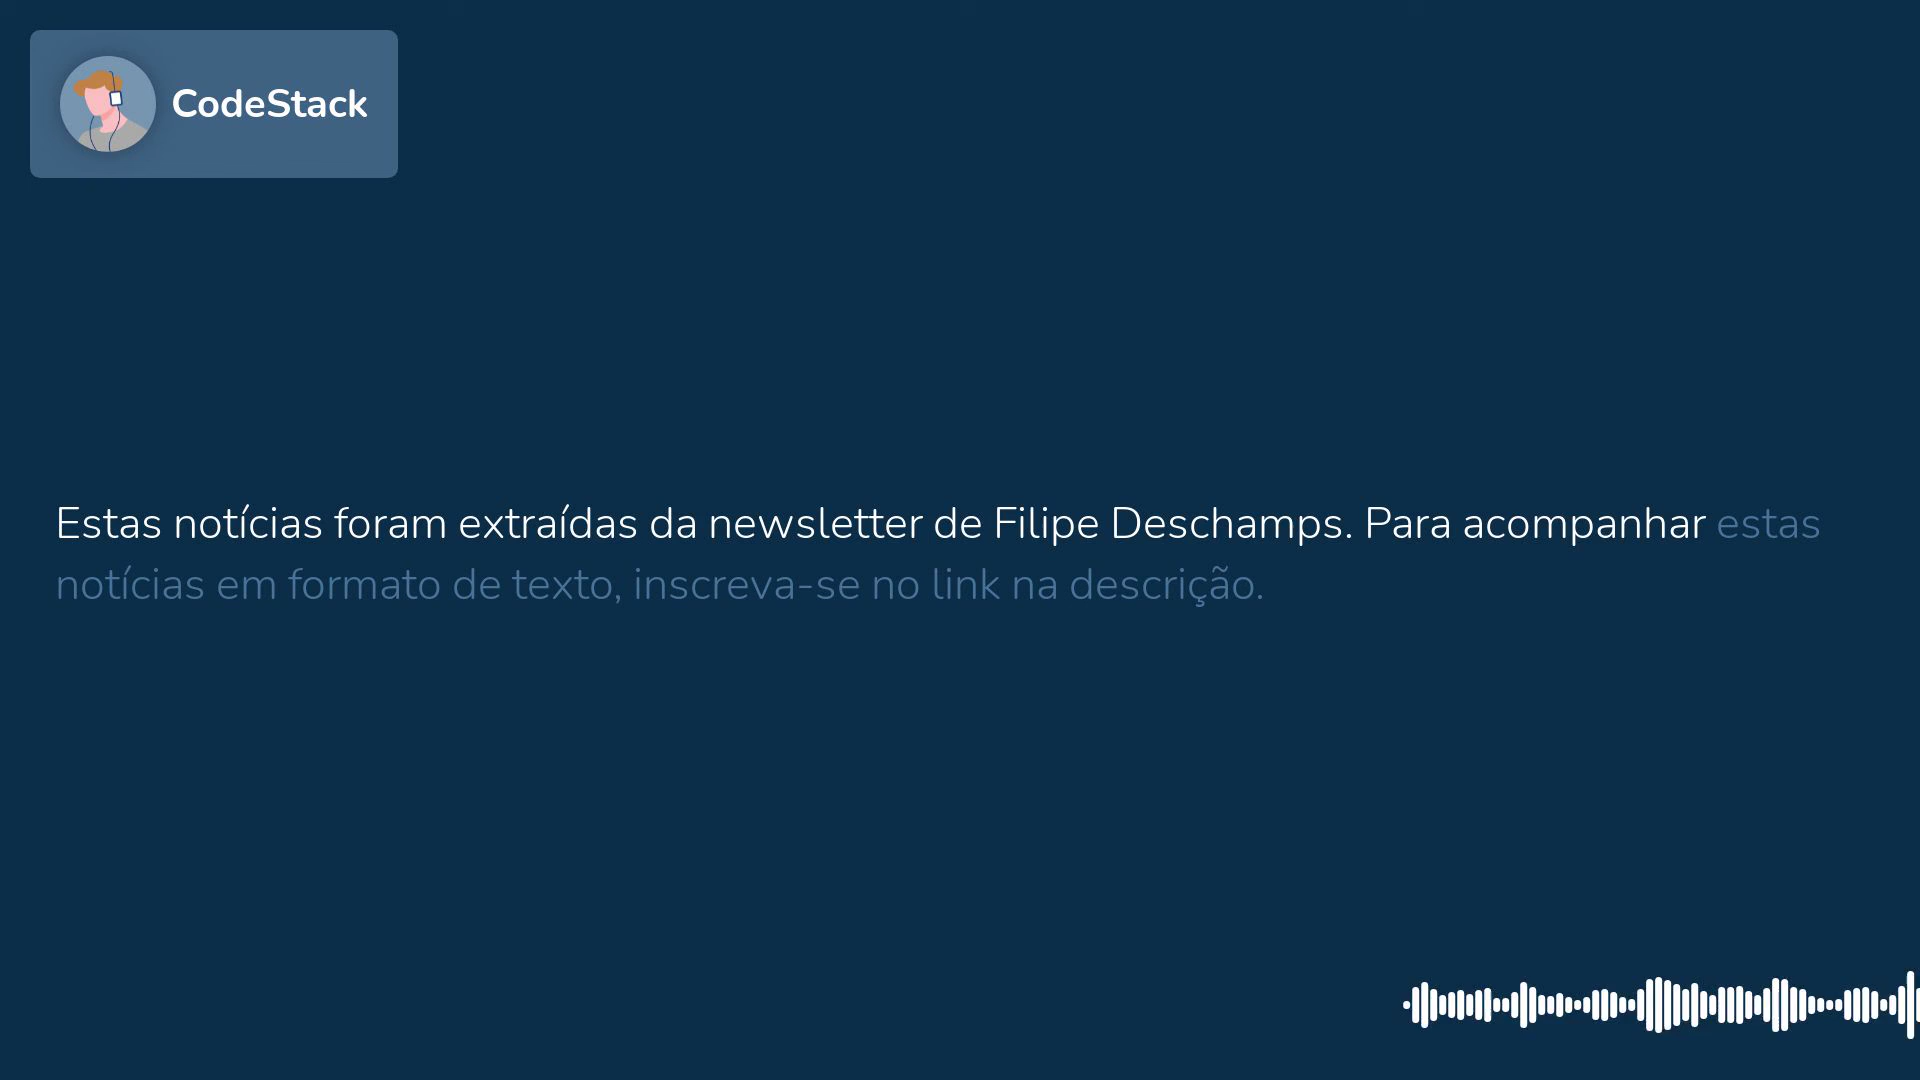 CodeStack
Estas notícias foram extraídas da newsletter de Filipe Deschamps. Para acompanhar estas
notícias em formato de texto, inscreva-se no link na descrição.